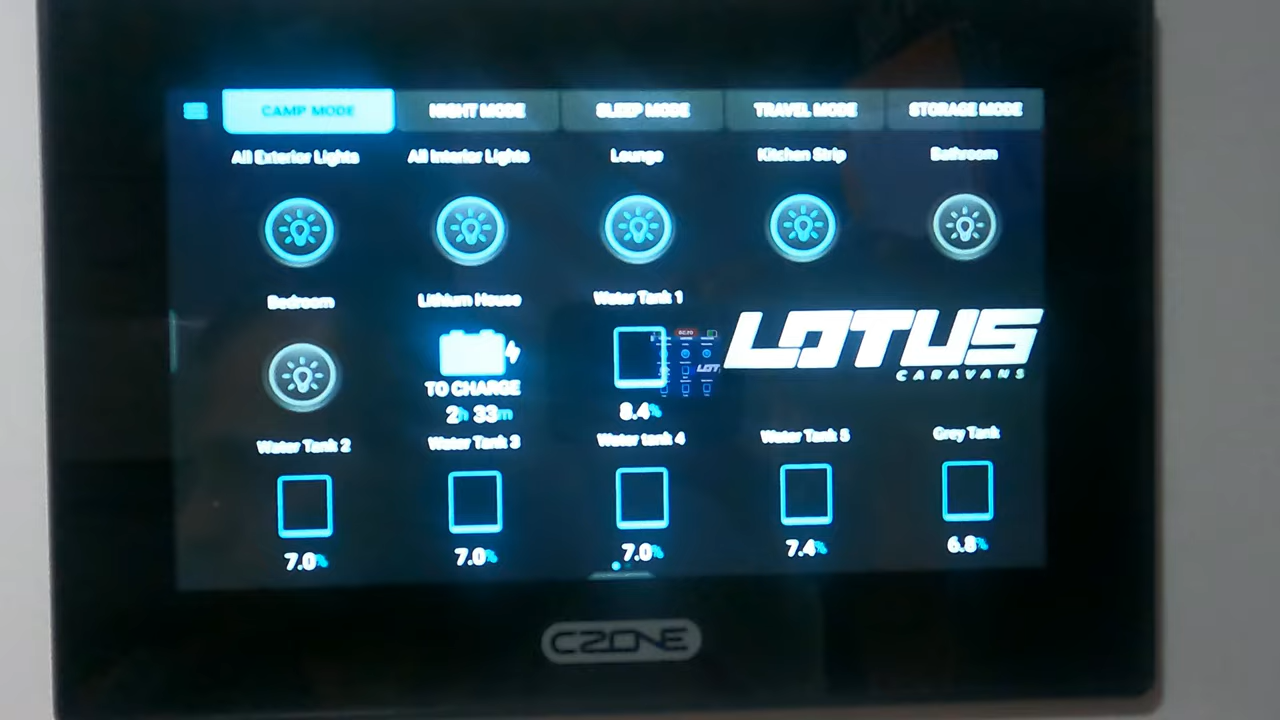 CAMP MODE NIGHT MODE SLEEP MODE TRAVEL MODE STORAGE MODE
All Exterior Lights All Interior Lights Lounge Kitchen Strip Bathroom
Bedroom Lithium House Water Tank 1
LOTUS
CARAVANS
TO CHARGE
2h 33m 8.4%
Water Tank 2 Water Tank 3 Water tank 4 Water Tank 5 Grey Tank
7.0% 7.0% 7.0% 7.4% 6.8%
CZONE